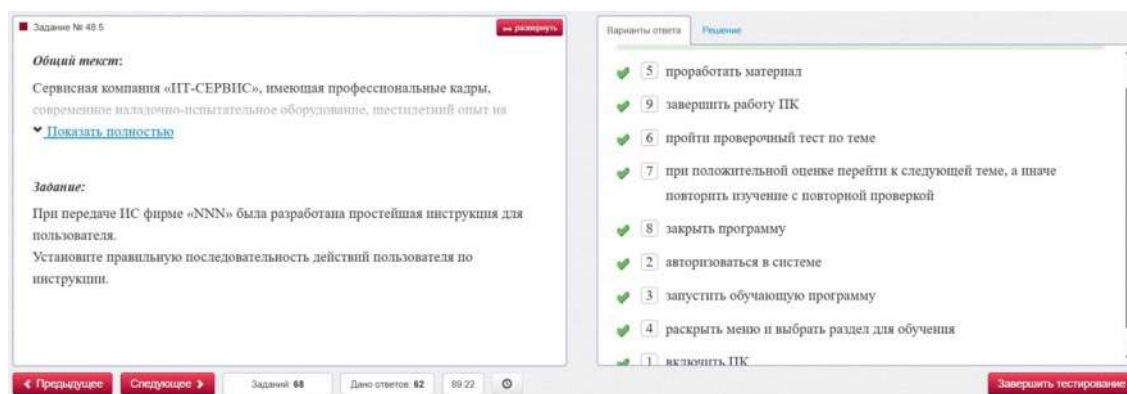 Задание № 48.5
развернуть
Общий текст:
Сервисная компания «ИТ-СЕРВИС», имеющая профессиональные кадры,
современное наладочно-испытательное оборудование, шестилетний опыт на
Показать полностью
Задание:
При передаче ИС фирме «NNN» была разработана простейшая инструкция для
пользователя.
Установите правильную последовательность действий пользователя по
инструкции.
Варианты ответа Решение
5 проработать материал
9 завершить работу ПК
6 пройти проверочный тест по теме
7 при положительной оценке перейти к следующей теме, а иначе
повторить изучение с повторной проверкой
8 закрыть программу
2 авторизоваться в системе
3 запустить обучающую программу
4 раскрыть меню и выбрать раздел для обучения
1 включить ПК
Предыдущее Следующее Заданий: 68 Дано ответов: 62 89:22 Завершить тестирование